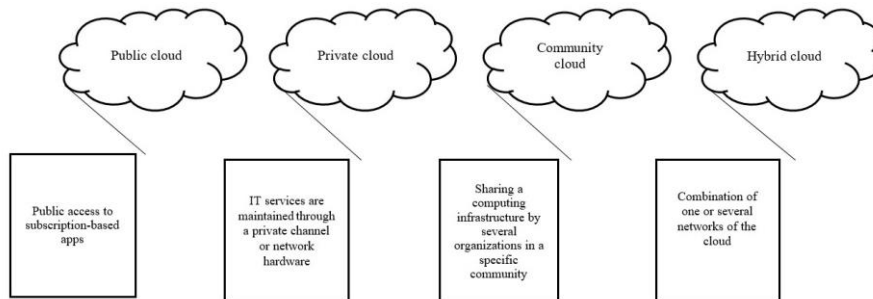 Public cloud
Private cloud
Community
cloud
Hybrid cloud
Public access to
subscription-based
apps
IT services are
maintained through
a private channel
or network
hardware
Sharing a
computing
infrastructure by
several
organizations in a
specific
community
Combination of
one or several
networks of the
cloud